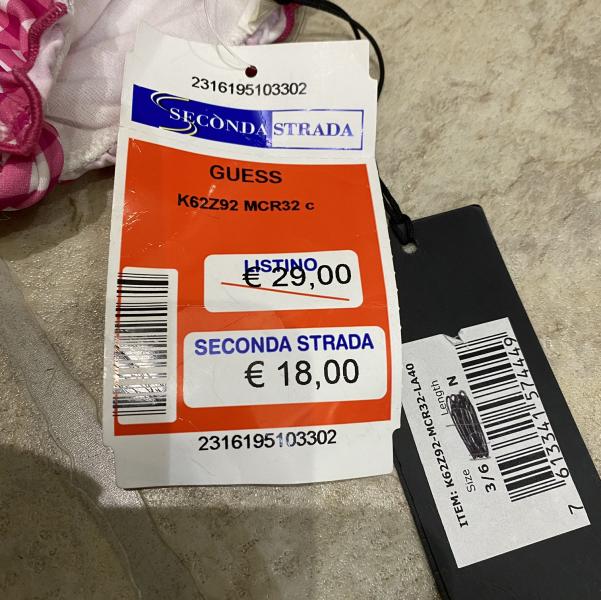 2316195103302
SECONDA STRADA
GUESS
K62Z92 MCR32 c
LISTINO
€ 29,00
SECONDA STRADA
€ 18,00
2316195103302
ITEM: K62Z92-MCR32-LA40
Size Length
3/6 N
7 613341 574449